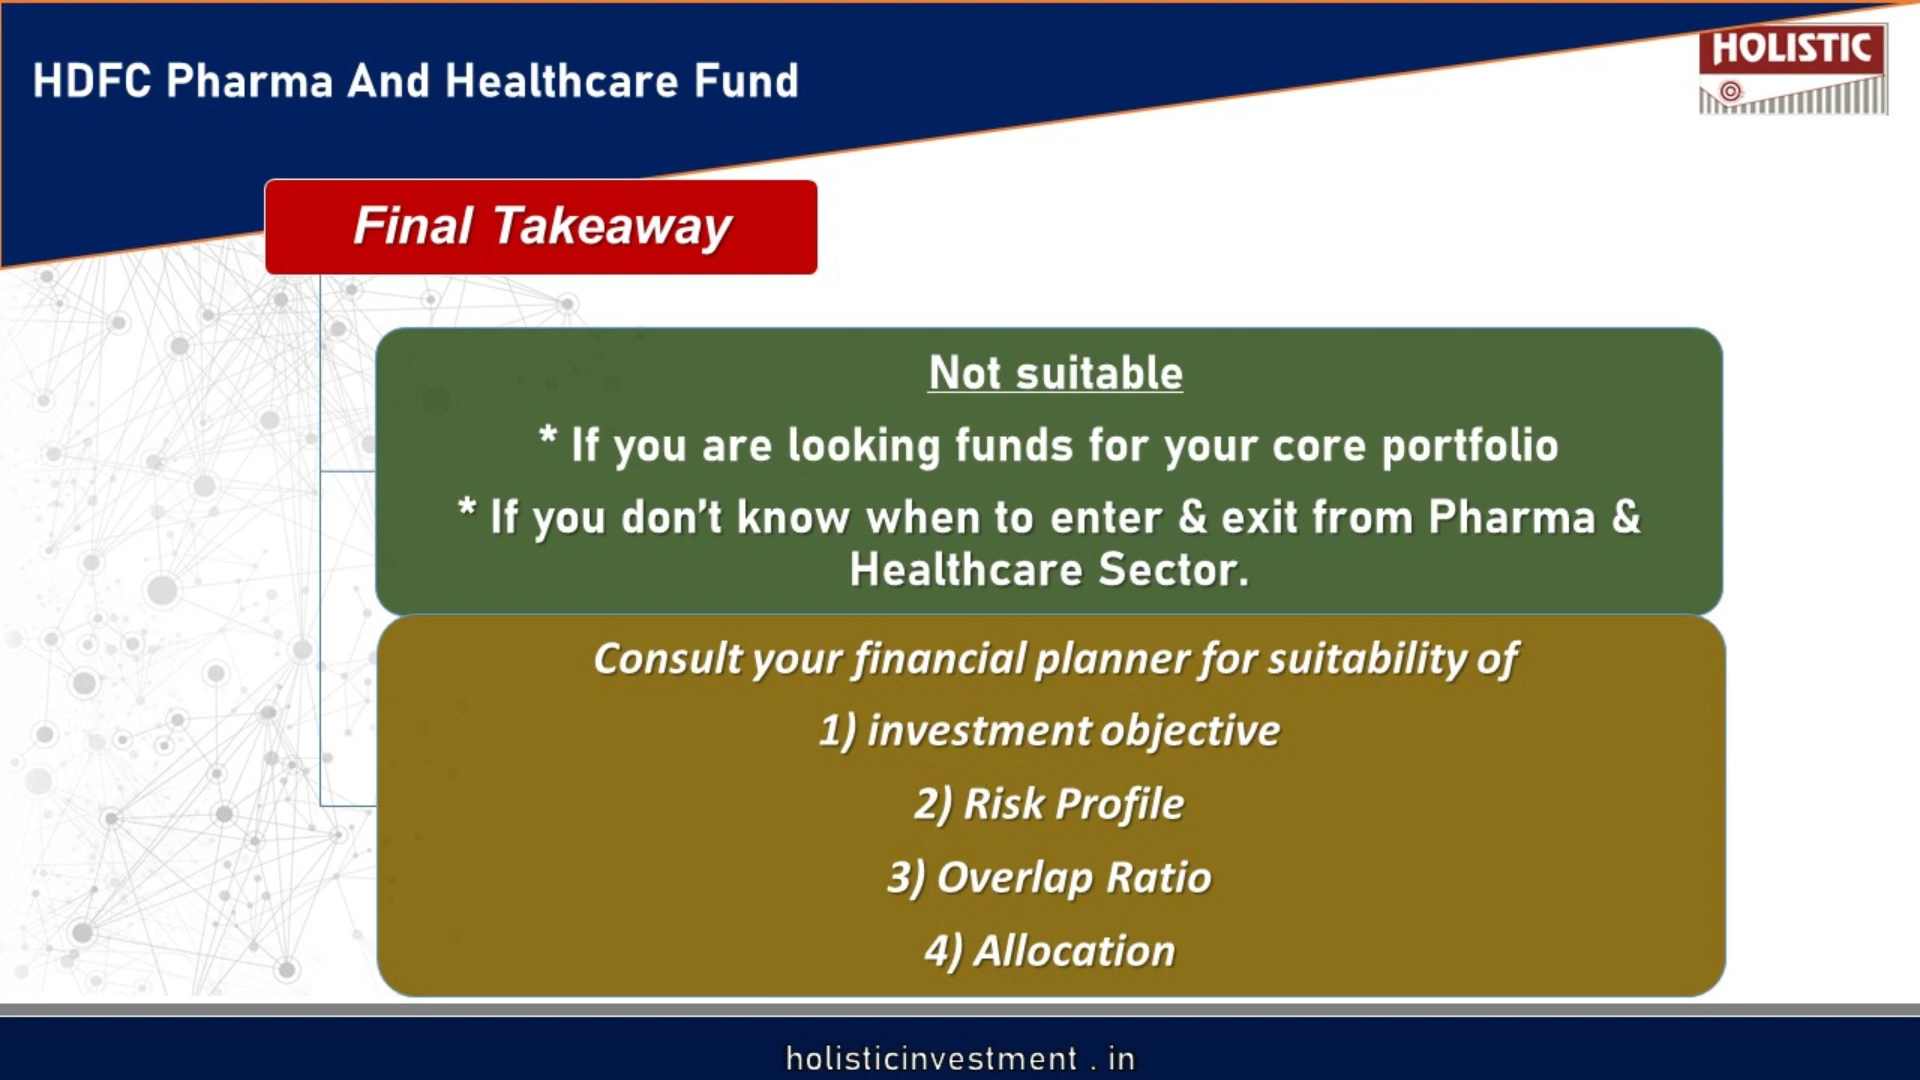 HDFC Pharma And Healthcare Fund
HOLISTIC
Final Takeaway
Not suitable
* If you are looking funds for your core portfolio
* If you don’t know when to enter & exit from Pharma &
Healthcare Sector.
Consult your financial planner for suitability of
1) investment objective
2) Risk Profile
3) Overlap Ratio
4) Allocation
holisticinvestment . in